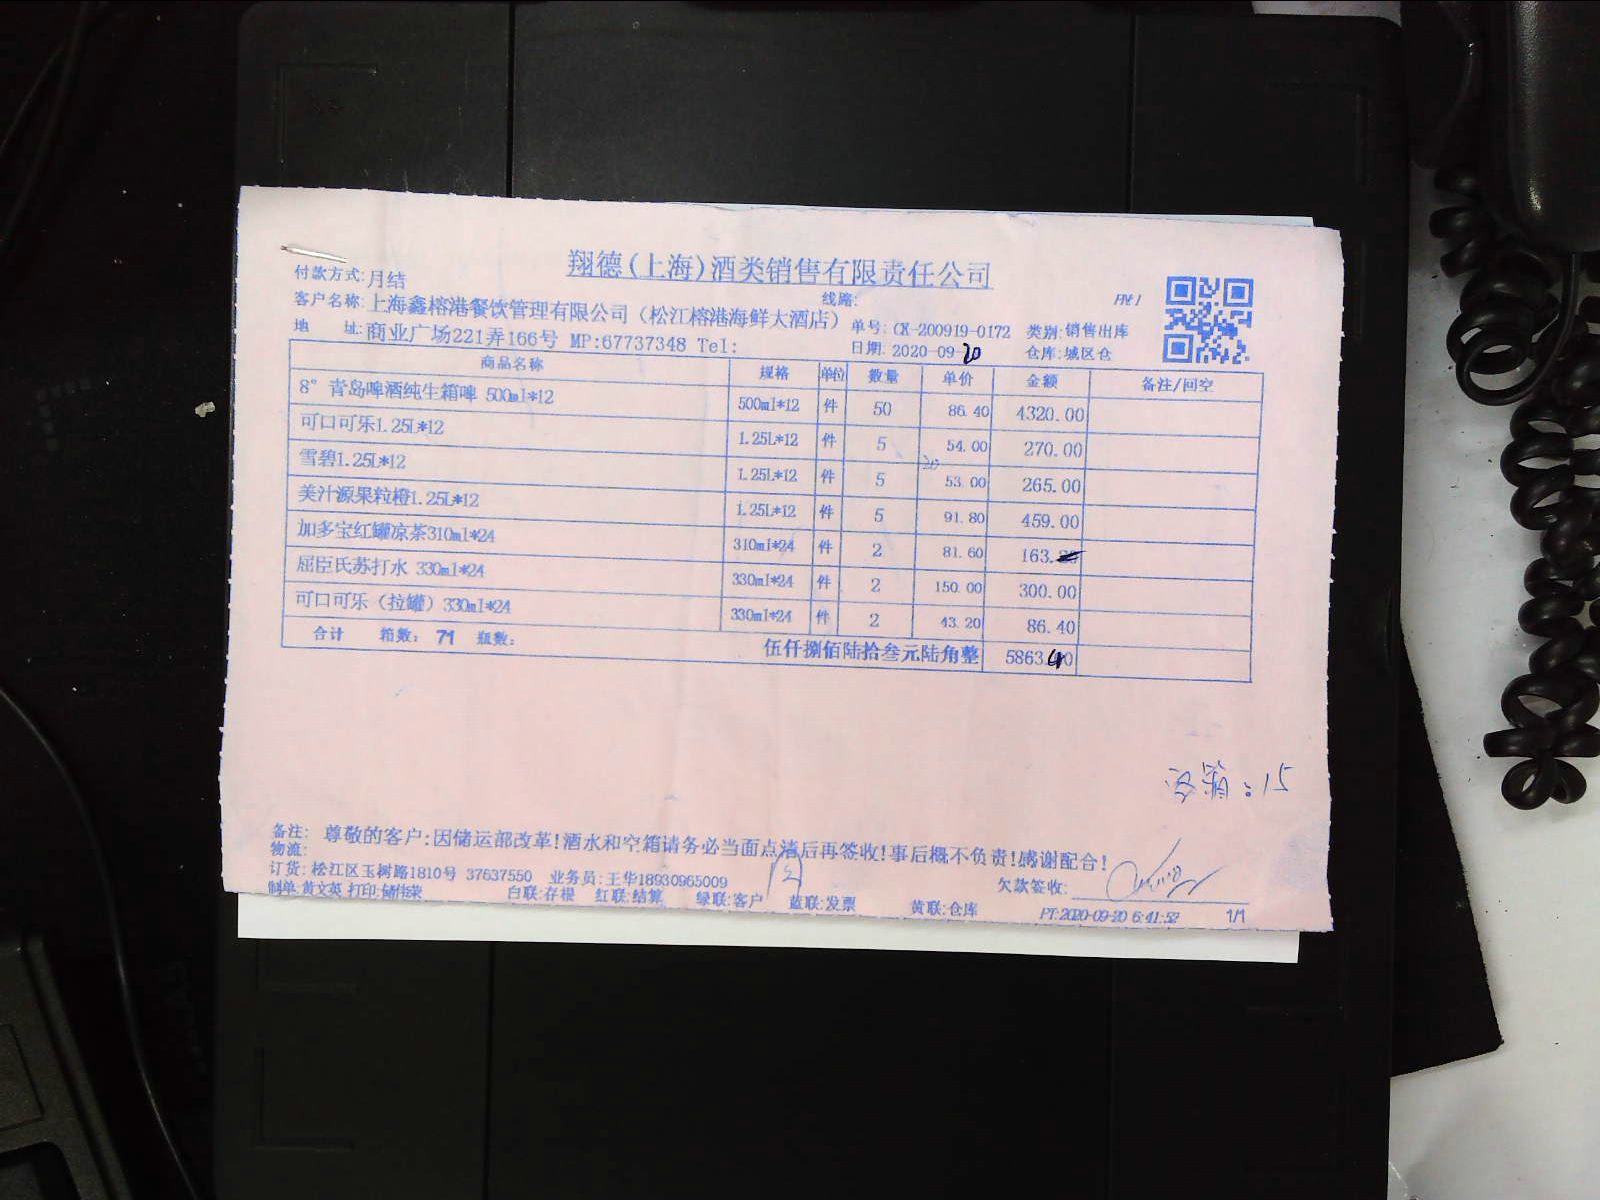 翔德(上海)酒类销售有限责任公司
付款方式:月结
线路:
客户名称:上海鑫榕港餐饮管理有限公司（松江榕港海鲜大酒店） 单号: CK-200919-0172 类别:销售出库
地 址:商业广场221弄166号 MP:67737348 Tel: 日期: 2020-09-20 仓库:城区仓
商品名称 规格 单位 数量 单价 金额 备注/回空
8° 青岛啤酒纯生箱啤 500ml*12 500ml*12 件 50 86.40 4320.00
可口可乐1.25L*12 1.25L*12 件 5 54.00 270.00
雪碧1.25L*12 1.25L*12 件 5 53.00 265.00
美汁源果粒橙1.25L*12 1.25L*12 件 5 91.80 459.00
加多宝红罐凉茶310ml*24 310ml*24 件 2 81.60 163.
屈臣氏苏打水 330ml*24 330ml*24 件 2 150.00 300.00
可口可乐（拉罐）330ml*24 330ml*24 件 2 43.20 86.40
合计 箱数: 71 瓶数: 伍仟捌佰陆拾叁元陆角整 5863.40
空箱:15
备注: 尊敬的客户:因储运部改革!酒水和空箱请务必当面点清后再签收!事后概不负责!感谢配合!
物流:
订货:松江区玉树路1810号 37637550 业务员:王华18930965009 欠款签收:
制单:黄文英 打印:储伟荣 白联:存根 红联:结算 绿联:客户 蓝联:发票 黄联:仓库 PT:2020-09-20 6:41:52 1/1